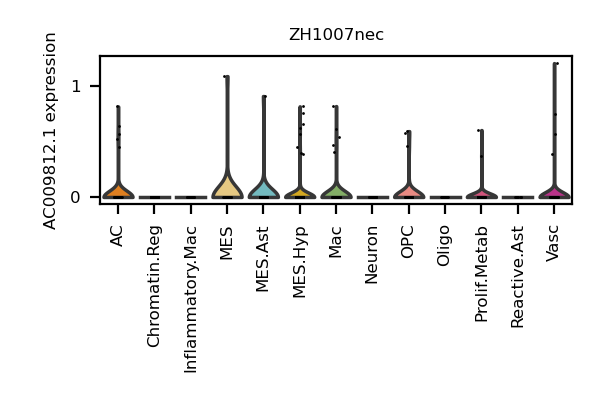 ZH1007nec
AC009812.1 expression
1
0
AC
Chromatin.Reg
Inflammatory.Mac
MES
MES.Ast
MES.Hyp
Mac
Neuron
OPC
Oligo
Prolif.Metab
Reactive.Ast
Vasc